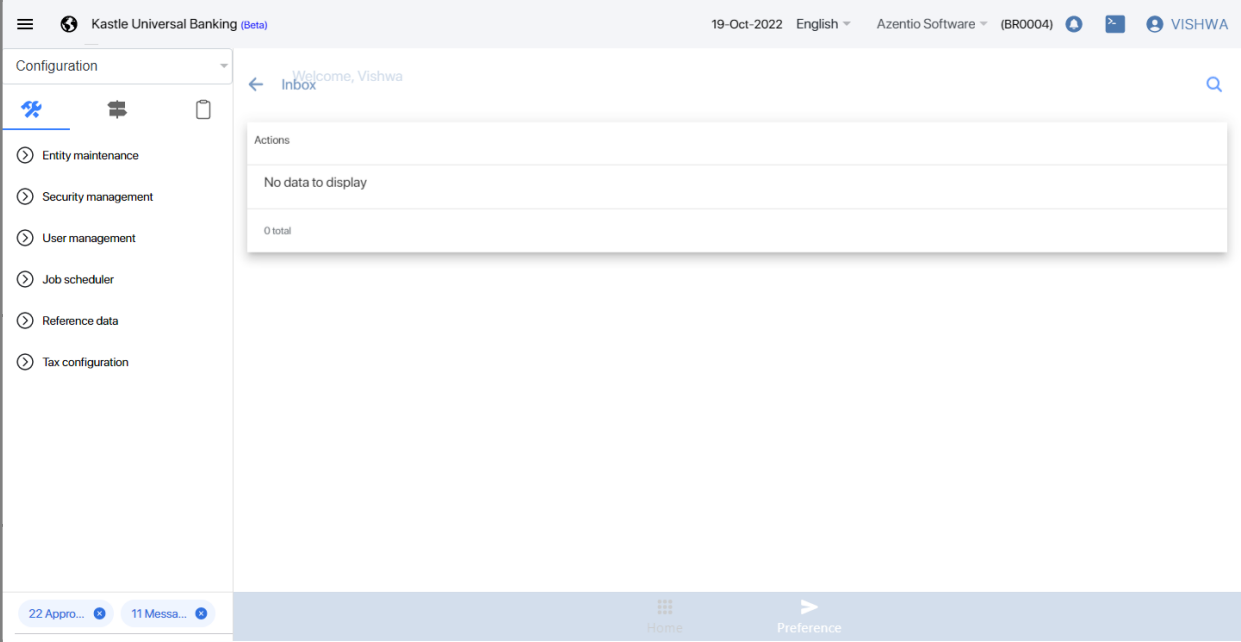 Kastle Universal Banking (Beta)
19-Oct-2022 English Azentio Software (BR0004) VISHWA
Configuration
Welcome, Vishwa
Inbox
Actions
Entity maintenance
No data to display
Security management
0 total
User management
Job scheduler
Reference data
Tax configuration
22 Appro... 11 Messa...
Home Preference